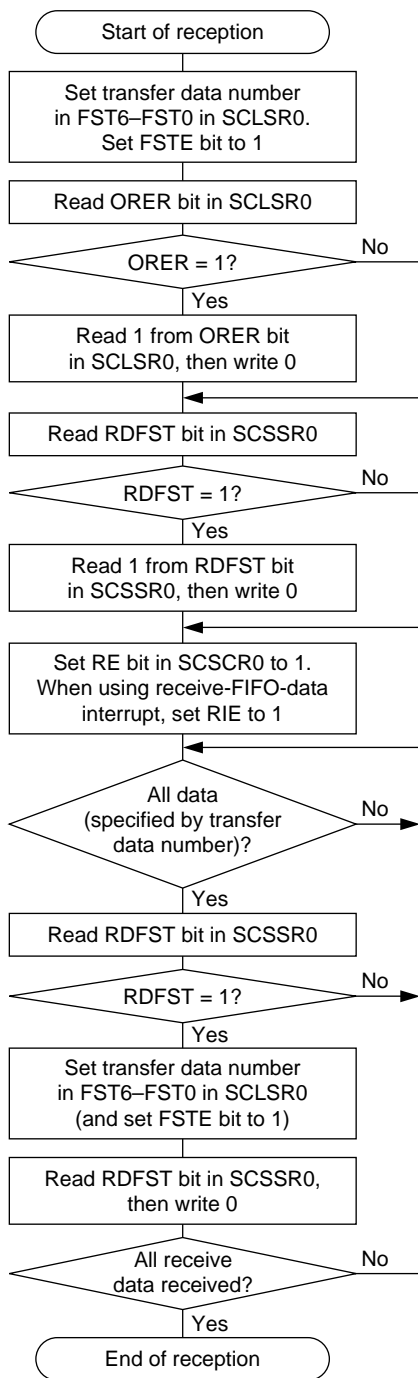 Start of reception
Set transfer data number
in FST6–FST0 in SCLSR0.
Set FSTE bit to 1
Read ORER bit in SCLSR0
ORER = 1?
No
Yes
Read 1 from ORER bit
in SCLSR0, then write 0
Read RDFST bit in SCSSR0
RDFST = 1?
No
Yes
Read 1 from RDFST bit
in SCSSR0, then write 0
Set RE bit in SCSCR0 to 1.
When using receive-FIFO-data
interrupt, set RIE to 1
All data
(specified by transfer
data number)?
No
Yes
Read RDFST bit in SCSSR0
RDFST = 1?
No
Yes
Set transfer data number
in FST6–FST0 in SCLSR0
(and set FSTE bit to 1)
Read RDFST bit in SCSSR0,
then write 0
All receive
data received?
No
Yes
End of reception